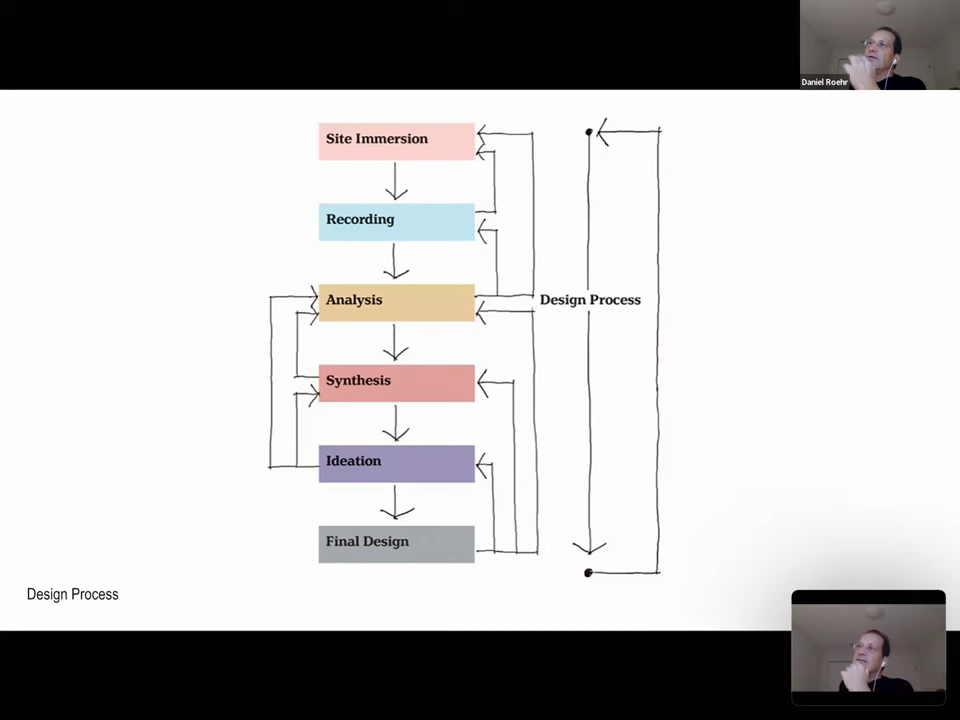 Daniel Roehr
Site Immersion
Recording
Analysis
Design Process
Synthesis
Ideation
Final Design
Design Process